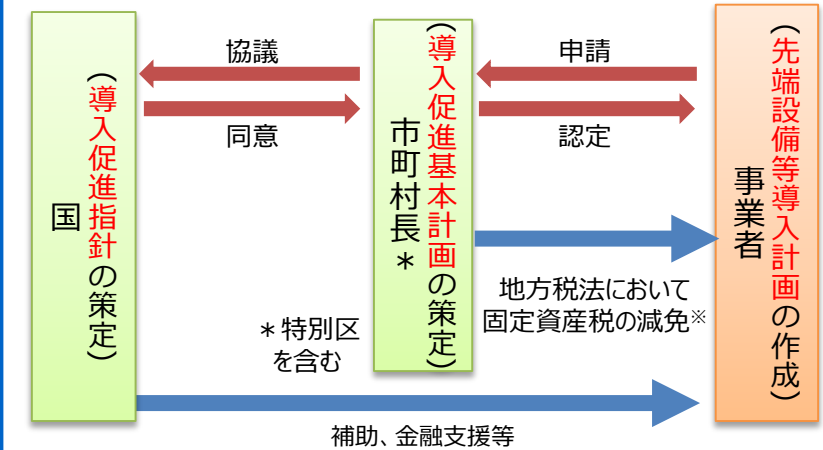 国
（導入促進指針の策定）
協議
同意
市町村長＊
（導入促進基本計画の策定）
＊特別区
を含む
申請
認定
地方税法において
固定資産税の減免※
事業者
（先端設備等導入計画の作成）
補助、金融支援等